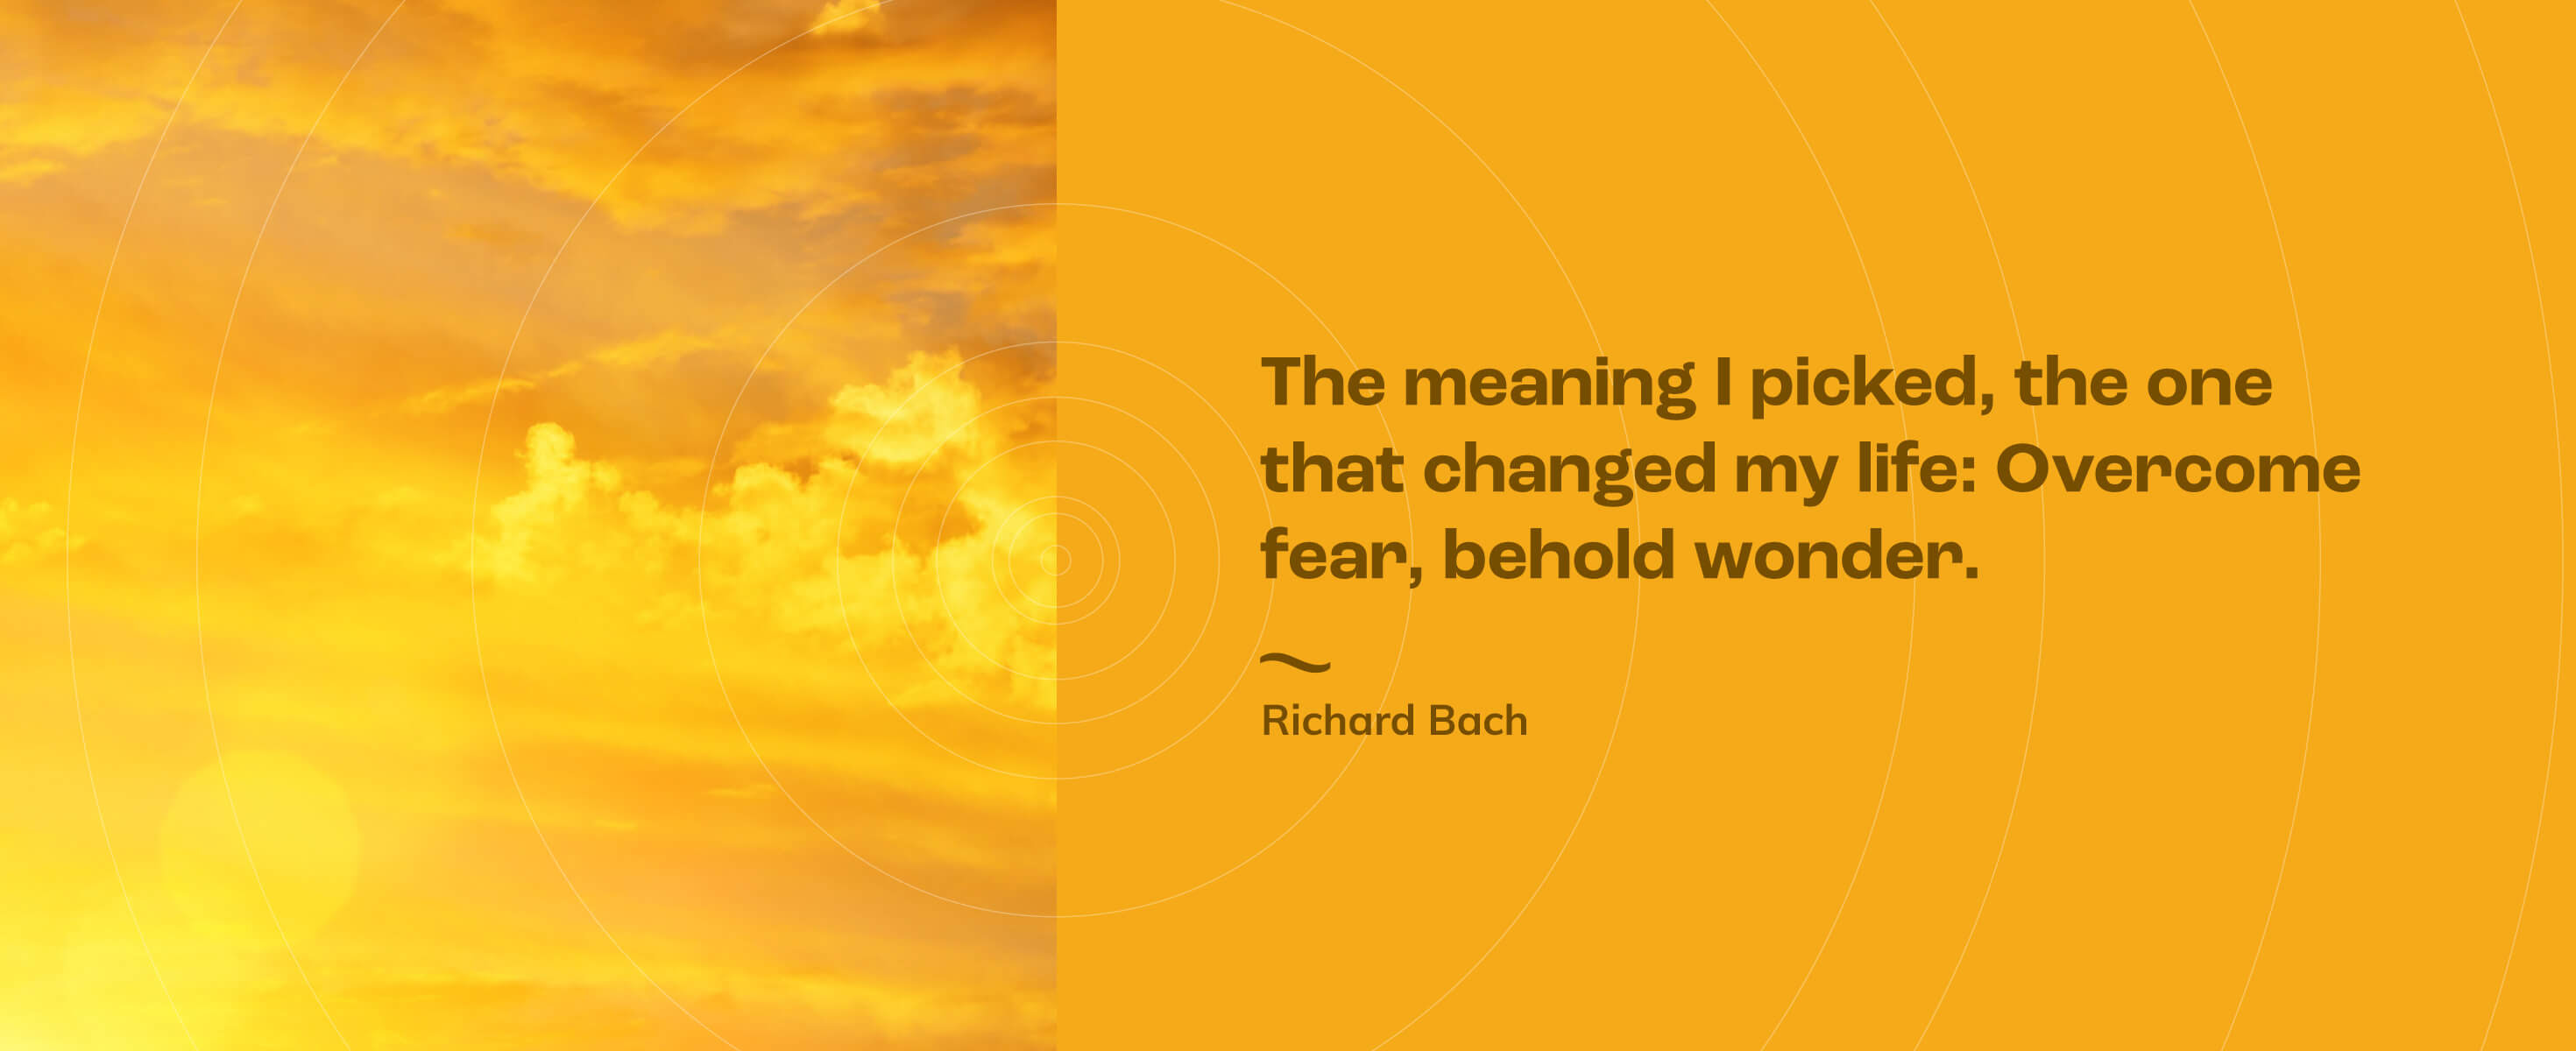 The meaning I picked, the one
that changed my life: Overcome
fear, behold wonder.
~
Richard Bach